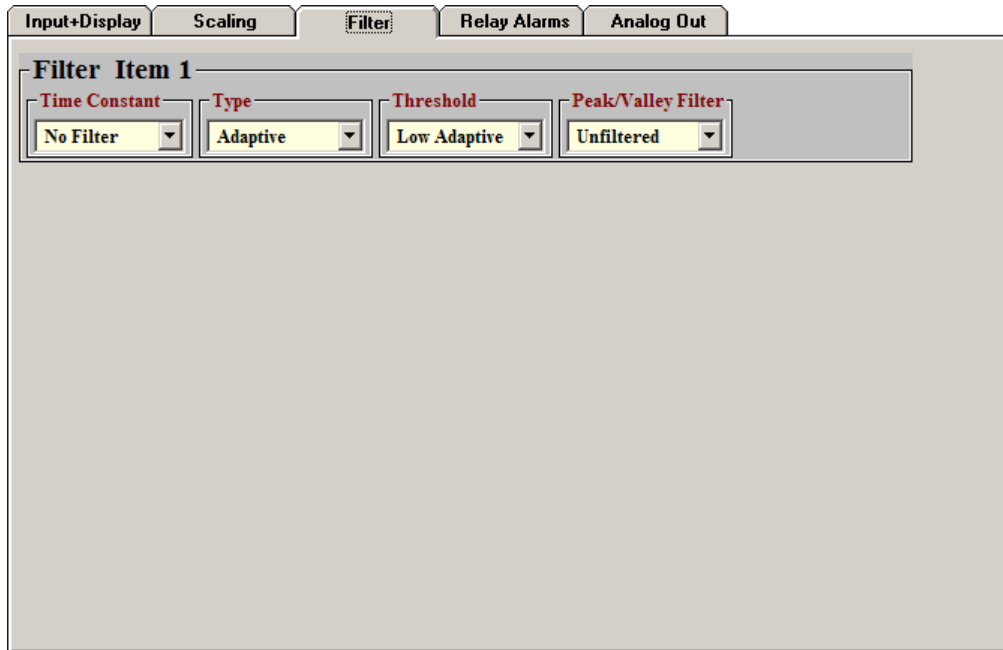 Input+Display Scaling Filter Relay Alarms Analog Out
Filter Item 1
Time Constant Type Threshold Peak/Valley Filter
No Filter Adaptive Low Adaptive Unfiltered